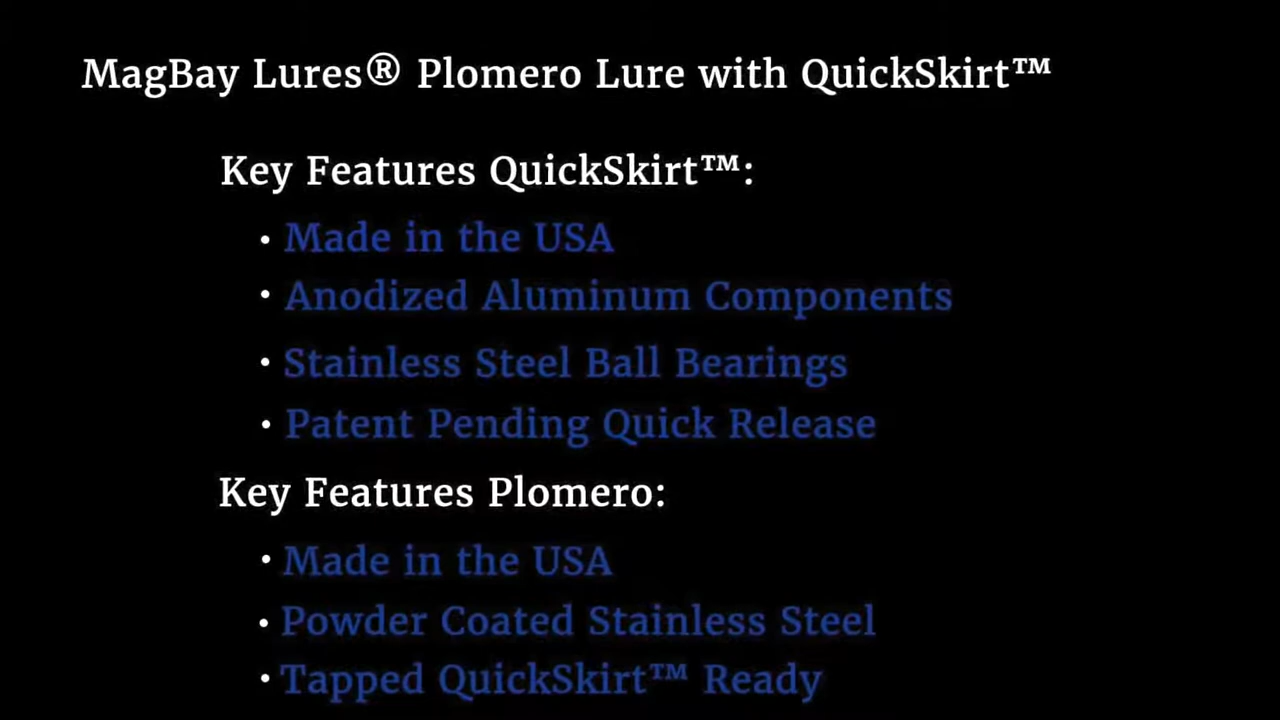 MagBay Lures® Plomero Lure with QuickSkirt™
Key Features QuickSkirt™:
• Made in the USA
• Anodized Aluminum Components
• Stainless Steel Ball Bearings
• Patent Pending Quick Release
Key Features Plomero:
• Made in the USA
• Powder Coated Stainless Steel
• Tapped QuickSkirt™ Ready